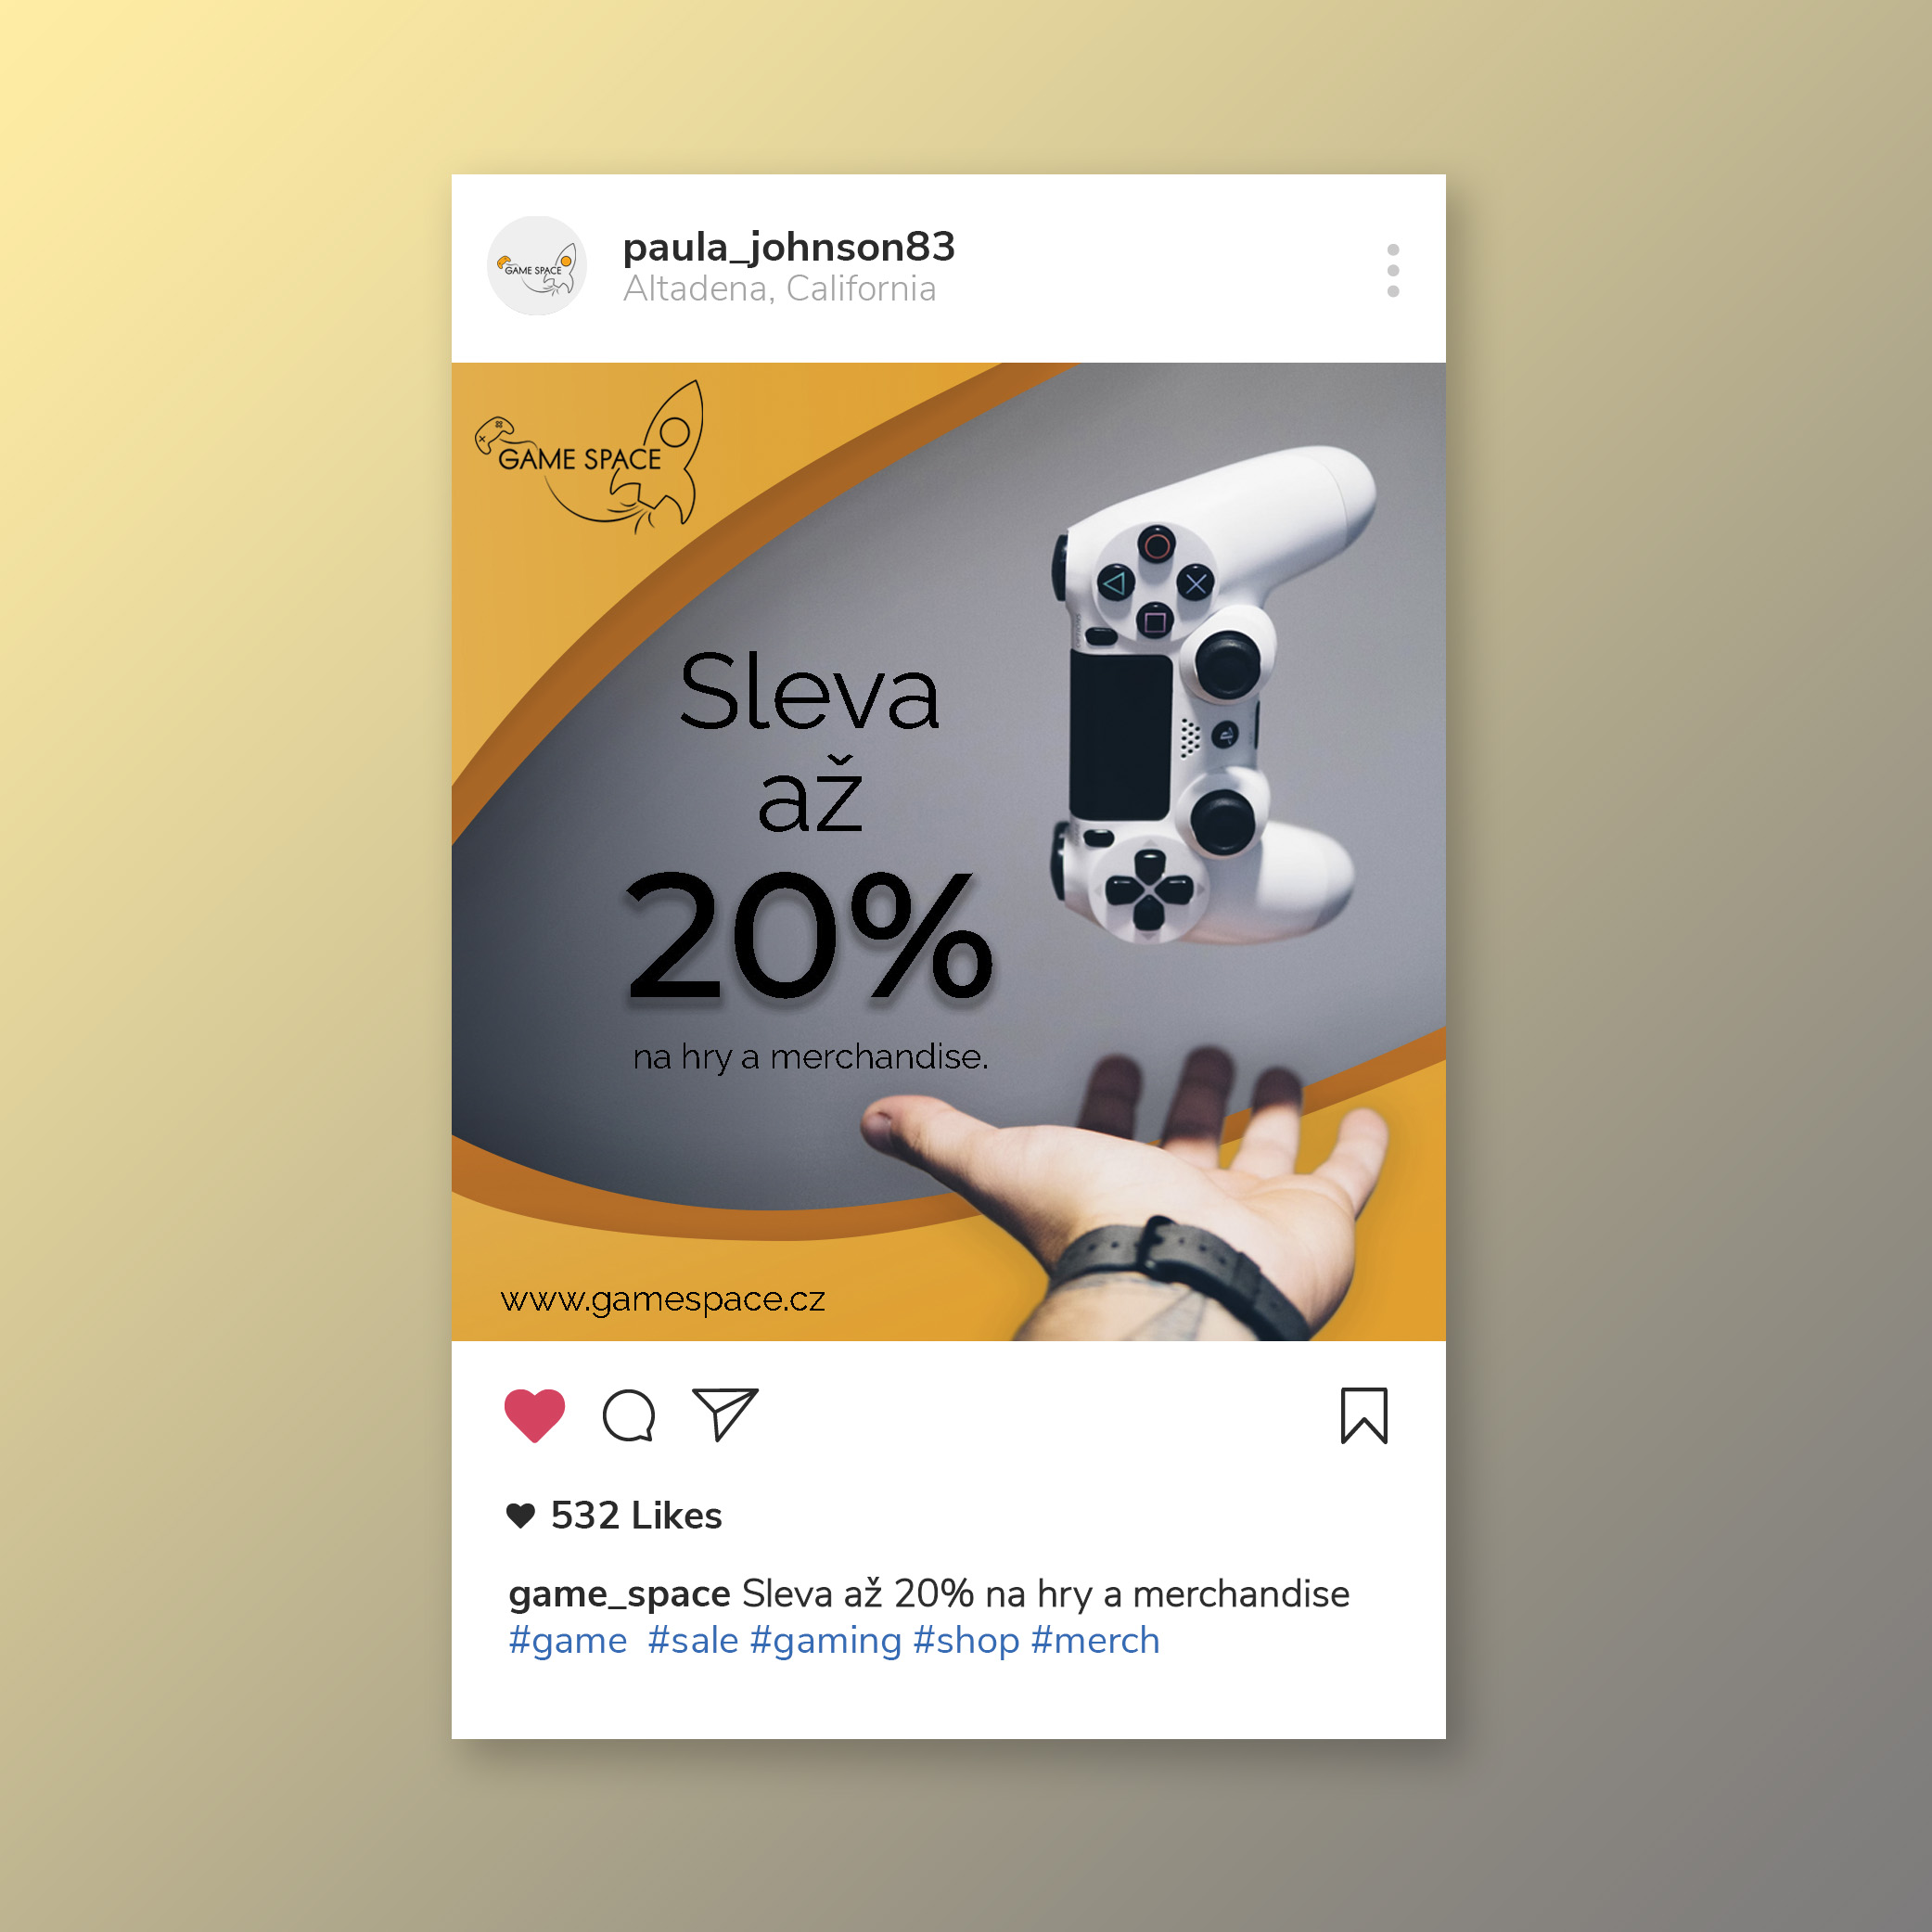 GAME SPACE
paula_johnson83
Altadena, California
GAME SPACE
Sleva
až
20%
na hry a merchandise.
www.gamespace.cz
532 Likes
game_space Sleva až 20% na hry a merchandise
#game #sale #gaming #shop #merch